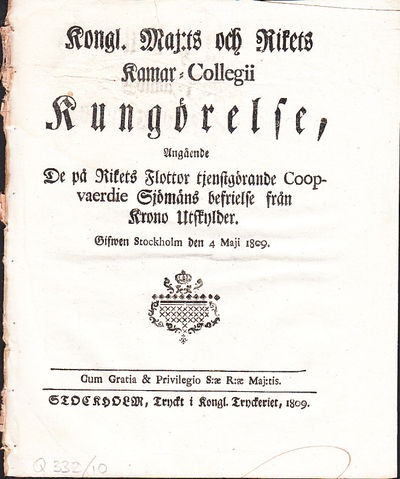 Kongl. Maj:ts och Rikets
Kamar-Collegii
Kungörelse,
Angående
De på Rikets Flottor tjenstgörande Coop-
vaerdie Sjömäns befrielse från
Krono Utskylder.
Gifwen Stockholm den 4 Maji 1809.
Cum Gratia & Privilegio S:æ R:æ Maj:tis.
STOCKHOLM, Tryckt i Kongl. Tryckeriet, 1809.
Q 332/10